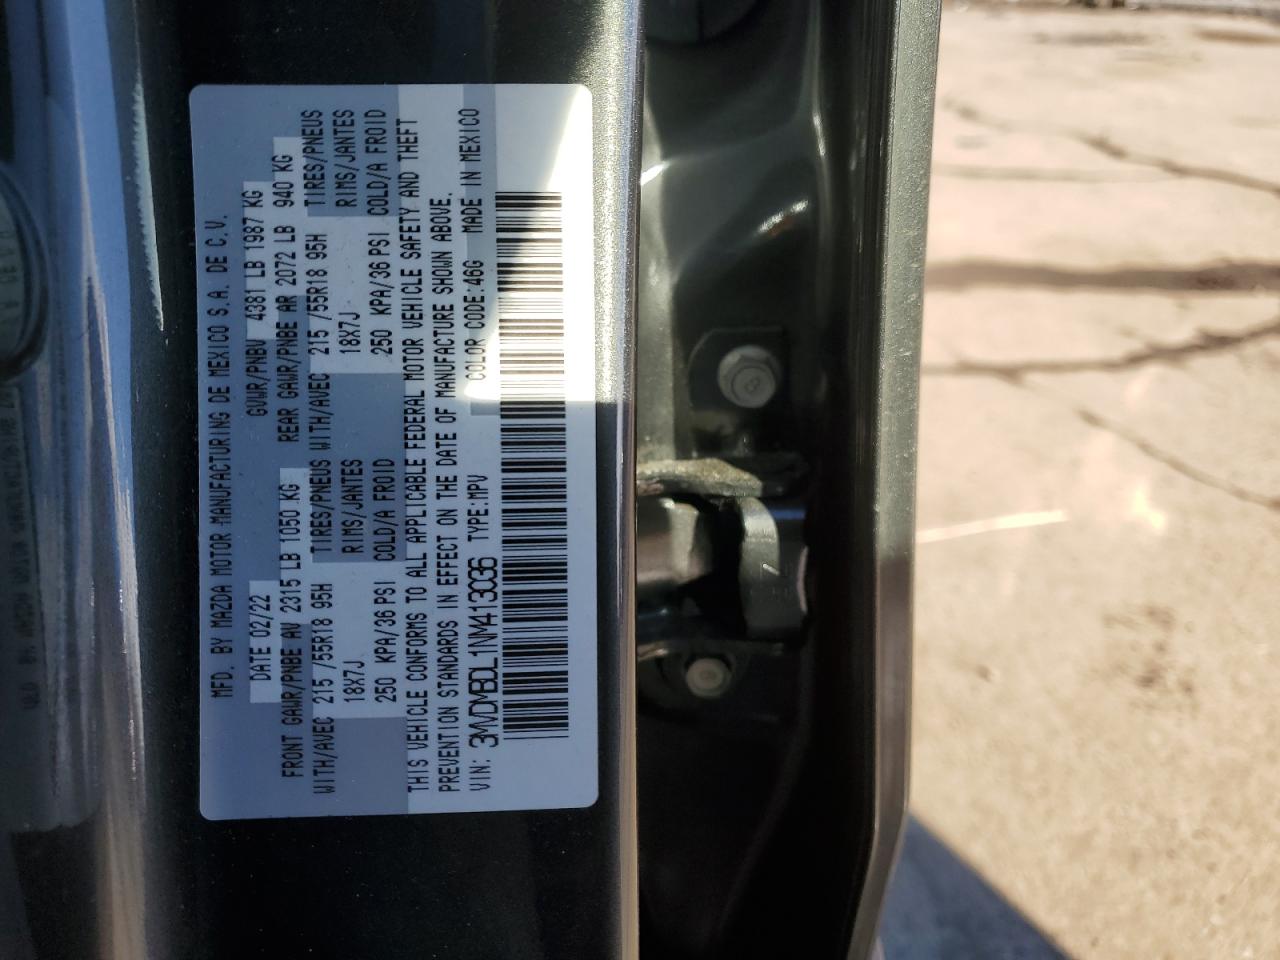 MFD. BY MAZDA MOTOR MANUFACTURING DE MEXICO S.A. DE C.V.
DATE 02/22 GVWR/PNBV 4381 LB 1987 KG
FRONT GAWR/PNBE AV 2315 LB 1050 KG REAR GAWR/PNBE AR 2072 LB 940 KG
WITH/AVEC 215 /55R18 95H TIRES/PNEUS WITH/AVEC 215 /55R18 95H TIRES/PNEUS
18X7J RIMS/JANTES 18X7J RIMS/JANTES
250 KPA/36 PSI COLD/A FROID 250 KPA/36 PSI COLD/A FROID
THIS VEHICLE CONFORMS TO ALL APPLICABLE FEDERAL MOTOR VEHICLE SAFETY AND THEFT
PREVENTION STANDARDS IN EFFECT ON THE DATE OF MANUFACTURE SHOWN ABOVE.
VIN: 3MVDMBDL1NM413036 TYPE:MPV COLOR CODE:46G MADE IN MEXICO